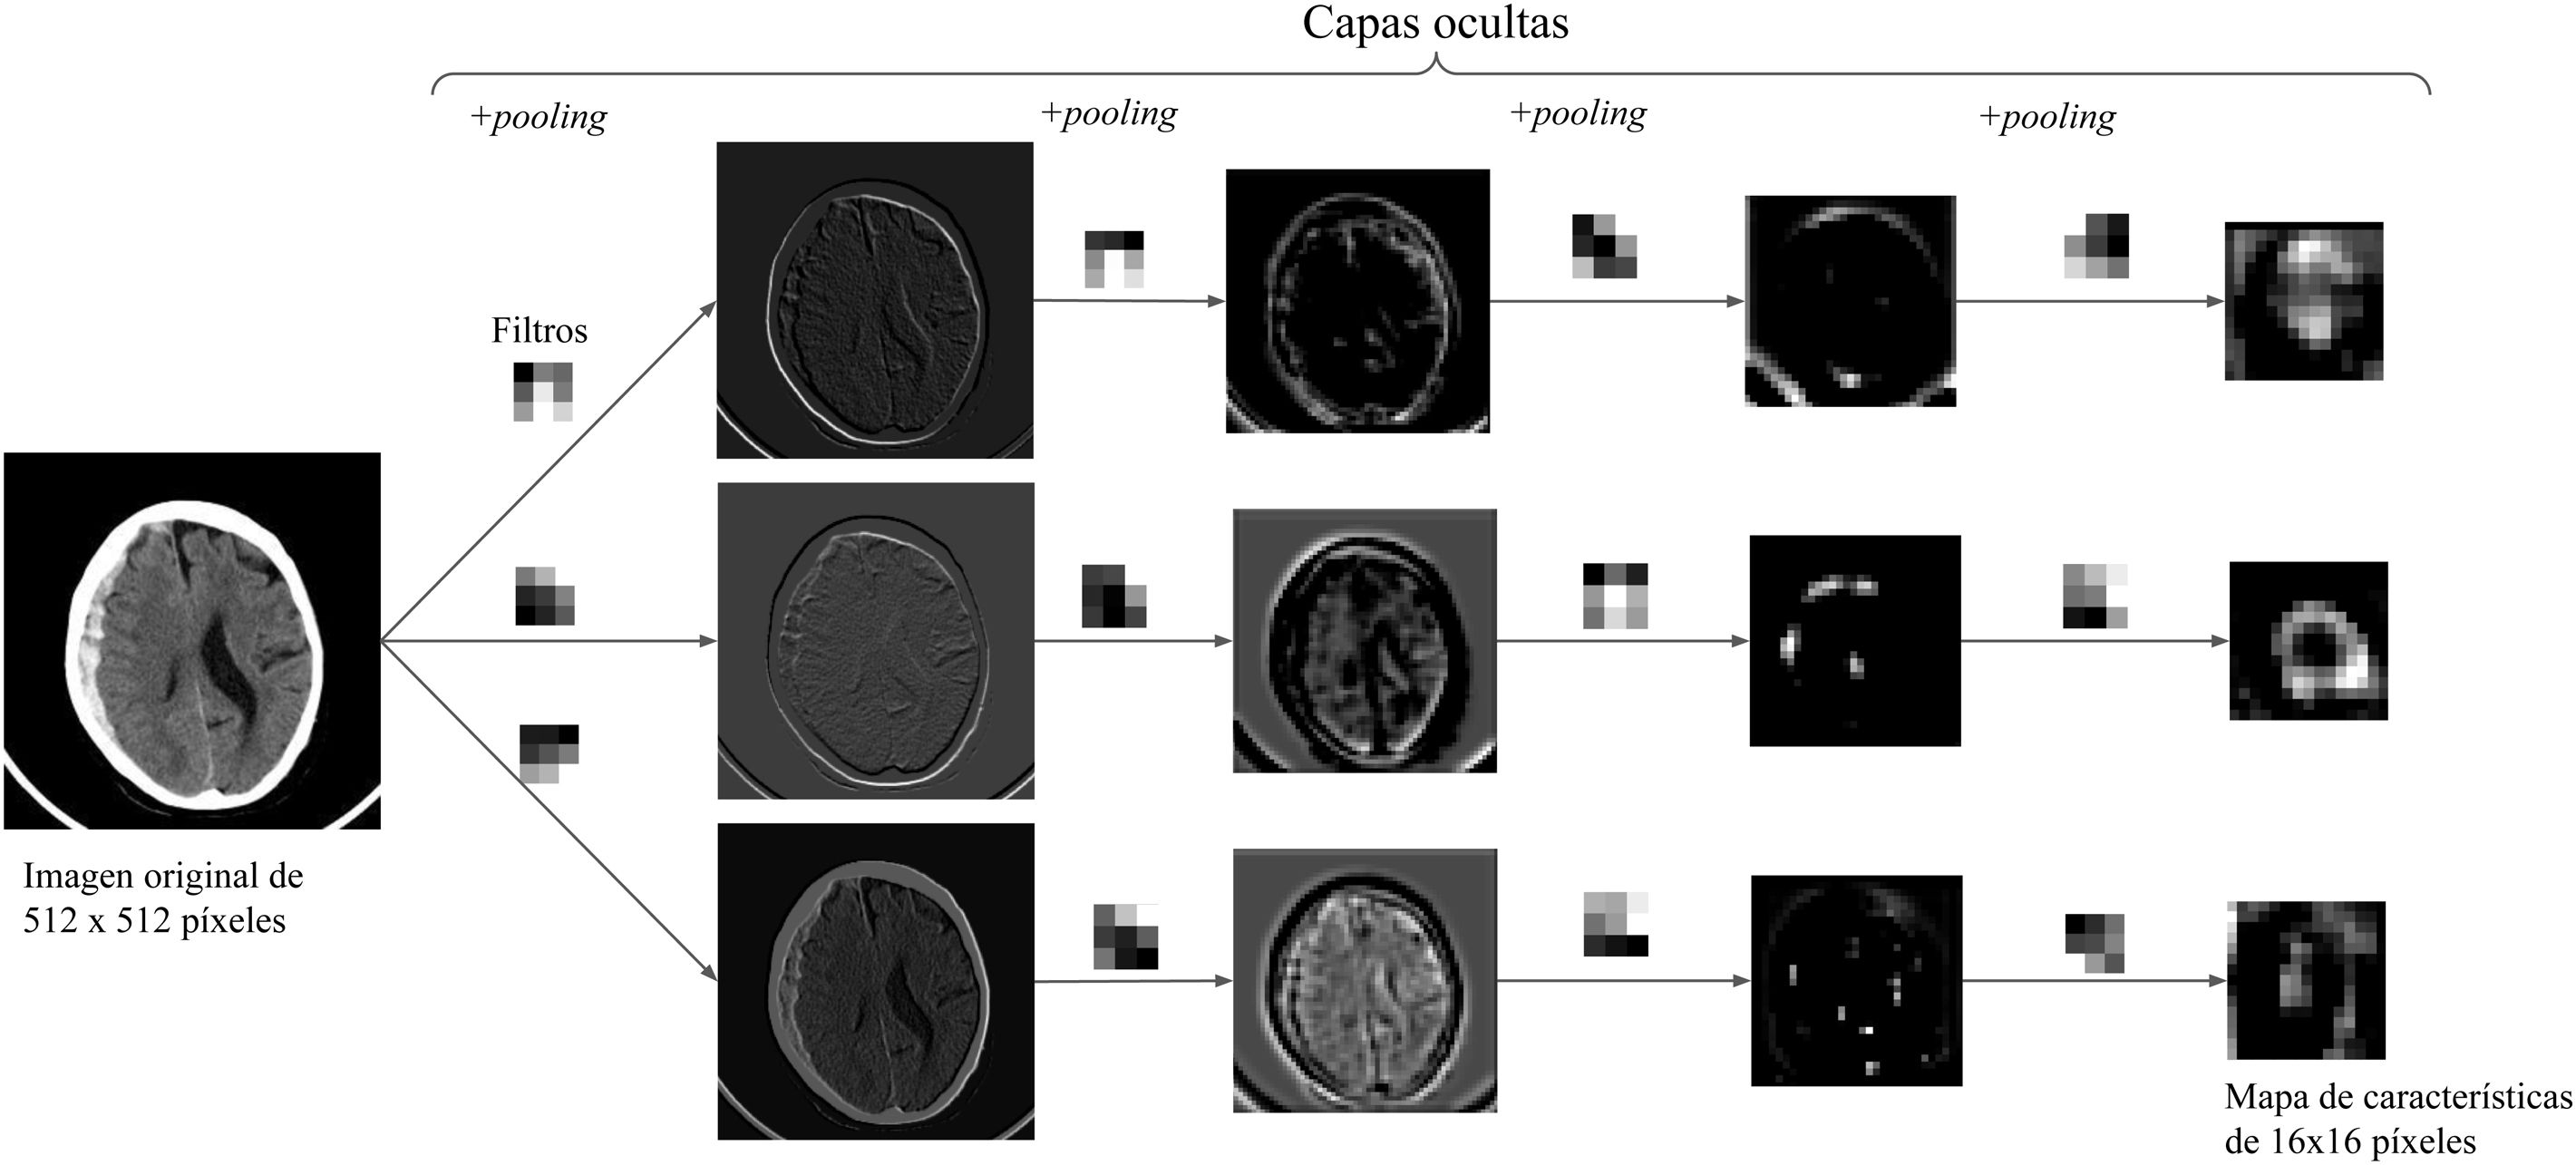 Capas ocultas
+pooling
+pooling
+pooling
+pooling
Filtros
Imagen original de
512 x 512 píxeles
Mapa de características
de 16x16 píxeles